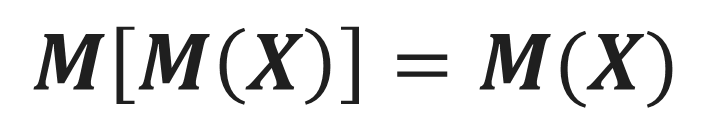 M[M(X)] = M(X)